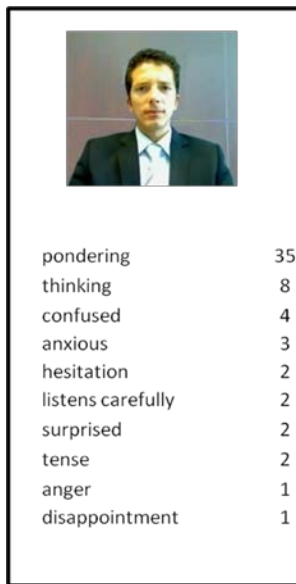 pondering 35
thinking 8
confused 4
anxious 3
hesitation 2
listens carefully 2
surprised 2
tense 2
anger 1
disappointment 1